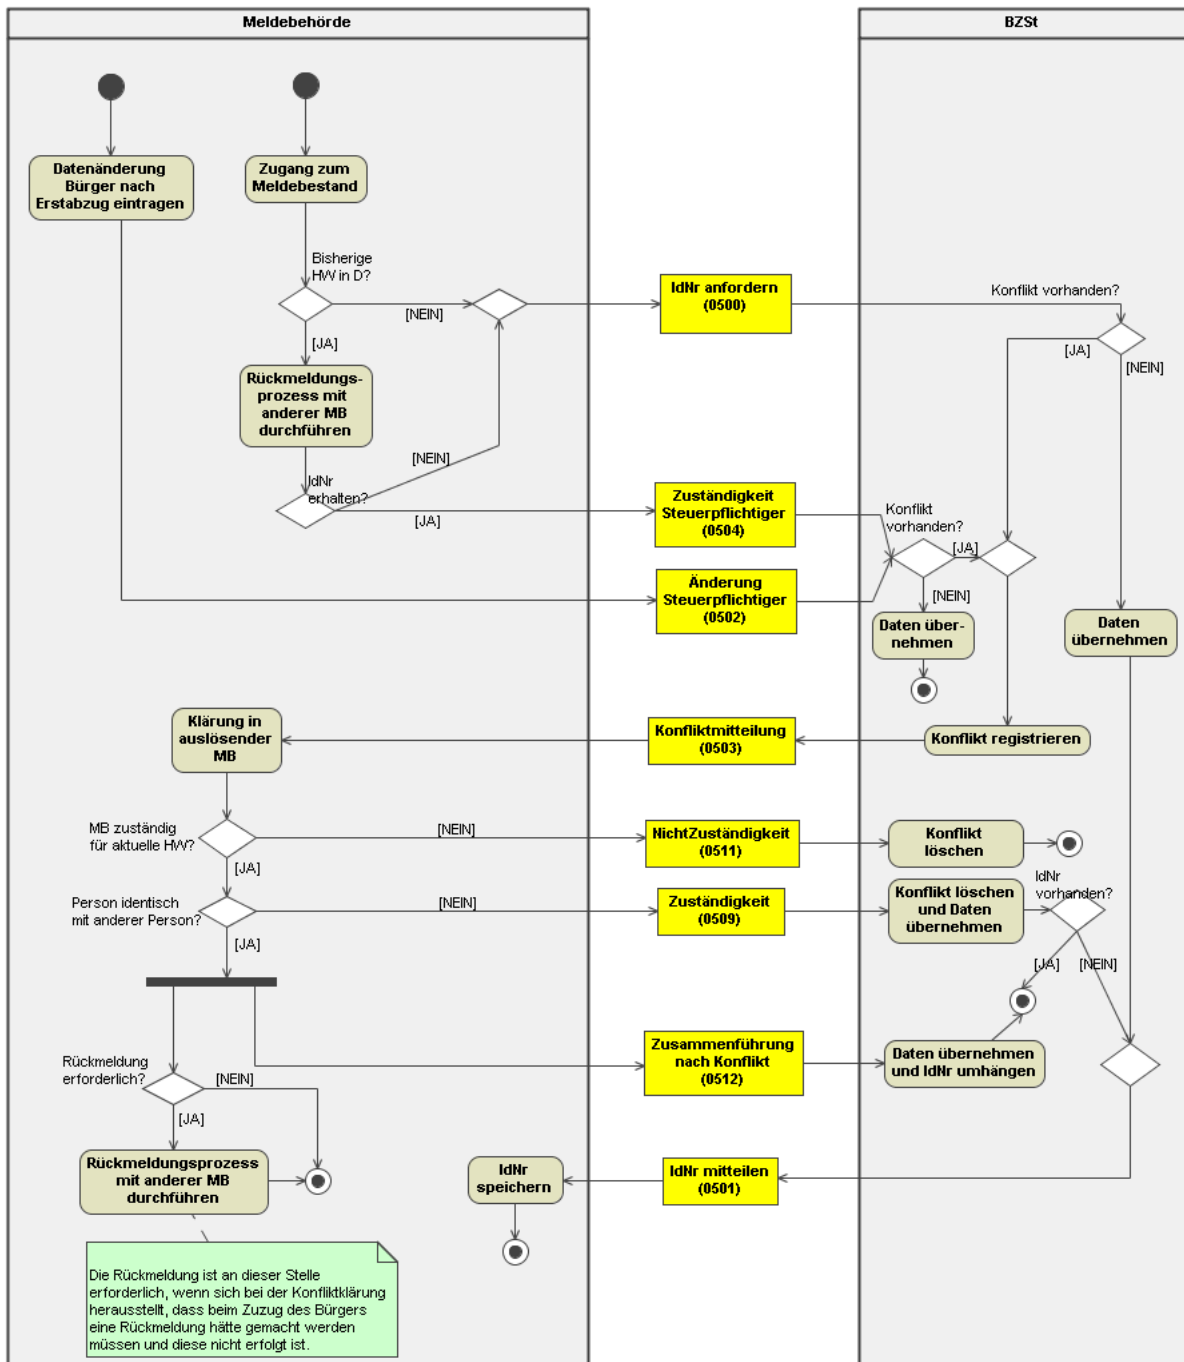 Meldebehörde
BZSt
Datenänderung
Bürger nach
Erstabzug eintragen
Zugang zum
Meldebestand
Bisherige
HW in D?
[NEIN]
[JA]
IdNr anfordern
(0500)
Konflikt vorhanden?
[JA]
[NEIN]
Rückmeldungs-
prozess mit
anderer MB
durchführen
[NEIN]
IdNr
erhalten?
[JA]
Zuständigkeit
Steuerpflichtiger
(0504)
Konflikt
vorhanden?
[JA]
[NEIN]
Änderung
Steuerpflichtiger
(0502)
Daten über-
nehmen
Daten
übernehmen
Klärung in
auslösender
MB
Konfliktmitteilung
(0503)
Konflikt registrieren
MB zuständig
für aktuelle HW?
[NEIN]
[JA]
NichtZuständigkeit
(0511)
Konflikt
löschen
Person identisch
mit anderer Person?
[NEIN]
[JA]
Zuständigkeit
(0509)
Konflikt löschen
und Daten
übernehmen
IdNr
vorhanden?
[JA]
[NEIN]
Rückmeldung
erforderlich?
[NEIN]
[JA]
Zusammenführung
nach Konflikt
(0512)
Daten übernehmen
und IdNr umhängen
Rückmeldungsprozess
mit anderer MB
durchführen
IdNr
speichern
IdNr mitteilen
(0501)
Die Rückmeldung ist an dieser Stelle
erforderlich, wenn sich bei der Konfliktklärung
herausstellt, dass beim Zuzug des Bürgers
eine Rückmeldung hätte gemacht werden
müssen und diese nicht erfolgt ist.